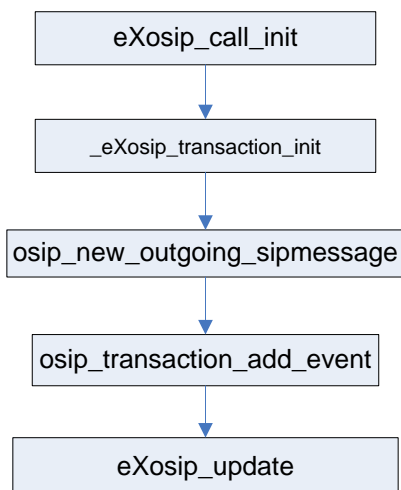 eXosip_call_init
_eXosip_transaction_init
osip_new_outgoing_sipmessage
osip_transaction_add_event
eXosip_update